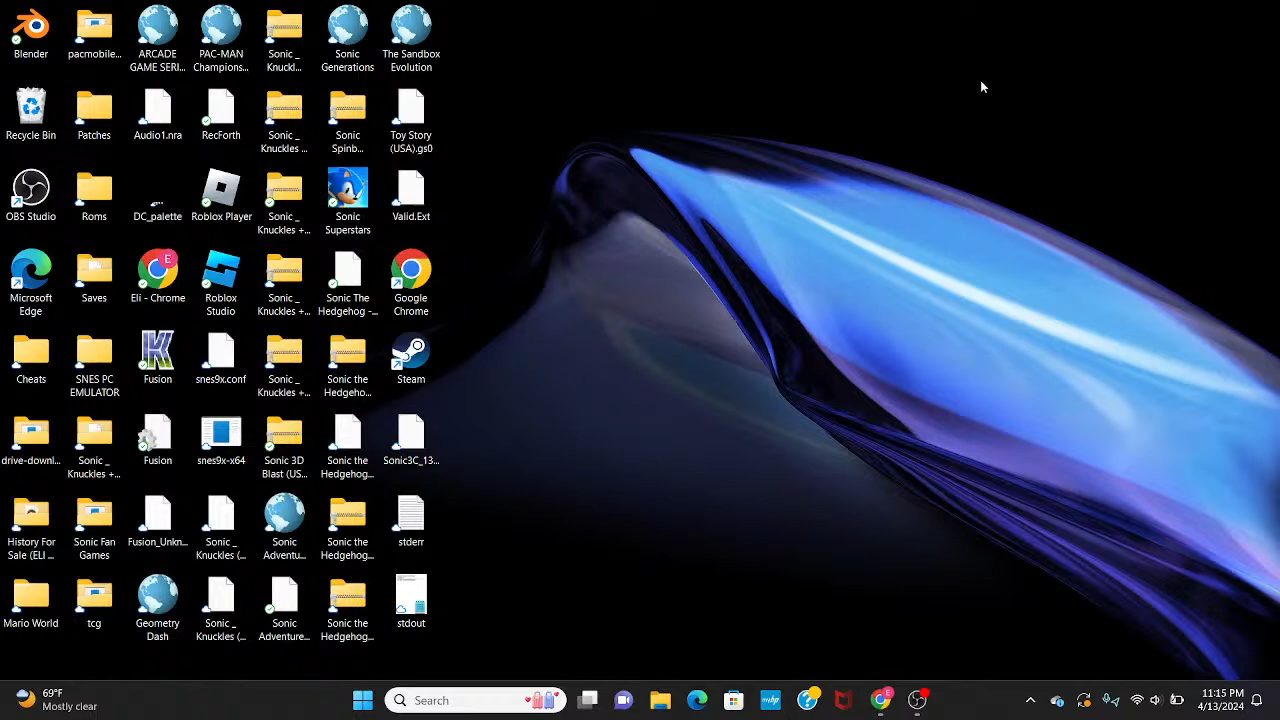 Blender
pacmobile...
ARCADE
GAME SERI...
PAC-MAN
Champions...
Sonic _
Knuckl...
Sonic
Generations
The Sandbox
Evolution
Recycle Bin
Patches
Audio1.nra
RecForth
Sonic _
Knuckles ...
Sonic
Spinb...
Toy Story
(USA).gs0
OBS Studio
Roms
DC_palette
Roblox Player
Sonic _
Knuckles +...
Sonic
Superstars
Valid.Ext
Microsoft
Edge
Saves
Eli - Chrome
Roblox
Studio
Sonic _
Knuckles +...
Sonic The
Hedgehog -...
Google
Chrome
Cheats
SNES PC
EMULATOR
Fusion
snes9x.conf
Sonic _
Knuckles +...
Sonic the
Hedgeho...
Steam
drive-downl...
Sonic _
Knuckles +...
Fusion
snes9x-x64
Sonic 3D
Blast (US...
Sonic the
Hedgehog...
Sonic3C_13...
History For
Sale (ELI ...
Sonic Fan
Games
Fusion_Unkn...
Sonic _
Knuckles (...
Sonic
Adventu...
Sonic the
Hedgehog...
stderr
Mario World
tcg
Geometry
Dash
Sonic _
Knuckles (...
Sonic
Adventure...
Sonic the
Hedgehog...
stdout
69°F
Mostly clear
Search
11:15 PM
4/13/2024